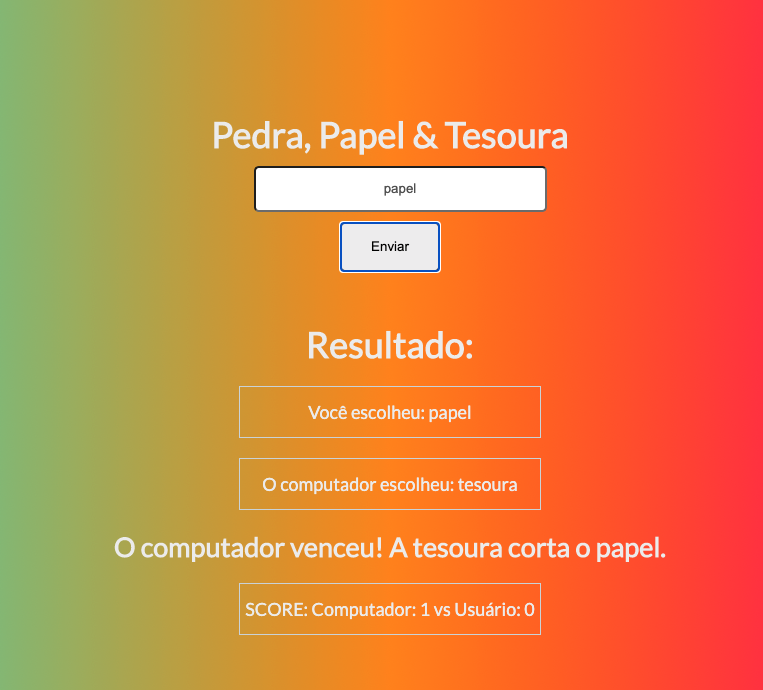 Pedra, Papel & Tesoura
papel
Enviar
Resultado:
Você escolheu: papel
O computador escolheu: tesoura
O computador venceu! A tesoura corta o papel.
SCORE: Computador: 1 vs Usuário: 0